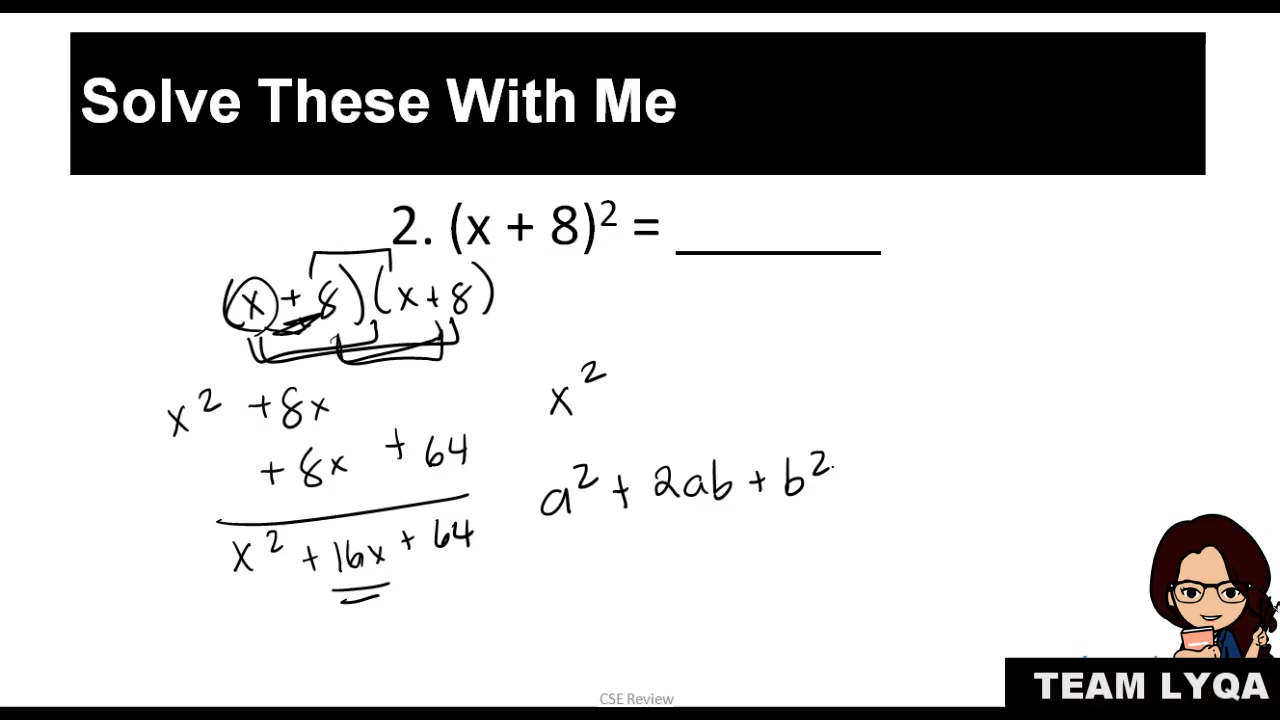 Solve These With Me
2. (x + 8)² = ________
(x + 8)(x + 8)
x² + 8x
+ 8x + 64
x² + 16x + 64
x²
a² + 2ab + b²
CSE Review
TEAM LYQA